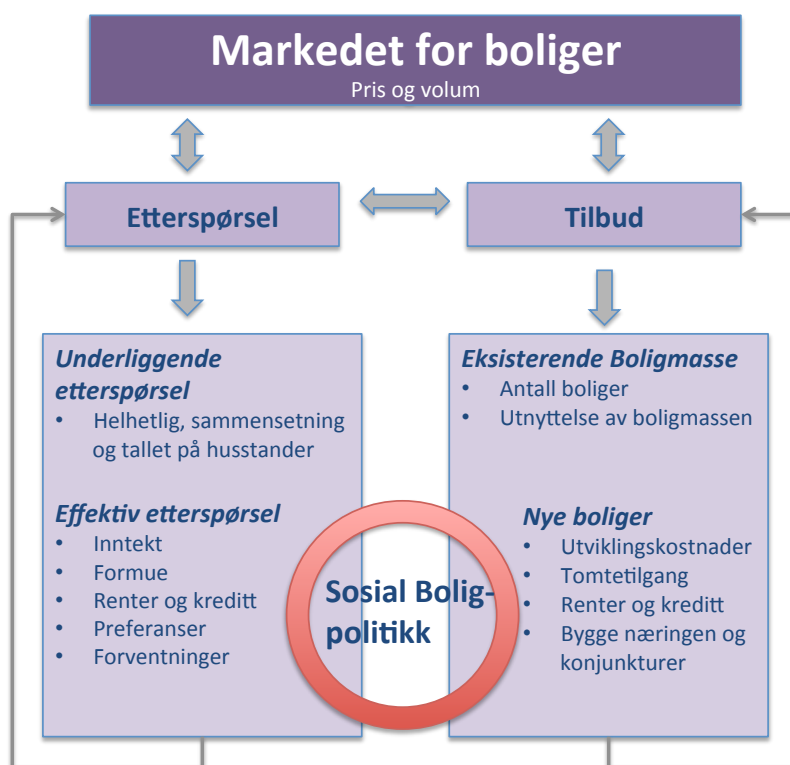 Markedet for boliger
Pris og volum
Etterspørsel
Tilbud
Underliggende
etterspørsel
• Helhetlig, sammensetning
og tallet på husstander
Effektiv etterspørsel
• Inntekt
• Formue
• Renter og kreditt
• Preferanser
• Forventninger
Eksisterende Boligmasse
• Antall boliger
• Utnyttelse av boligmassen
Nye boliger
• Utviklingskostnader
• Tomtetilgang
• Renter og kreditt
• Bygge næringen og
konjunkturer
Sosial Bolig-
politikk